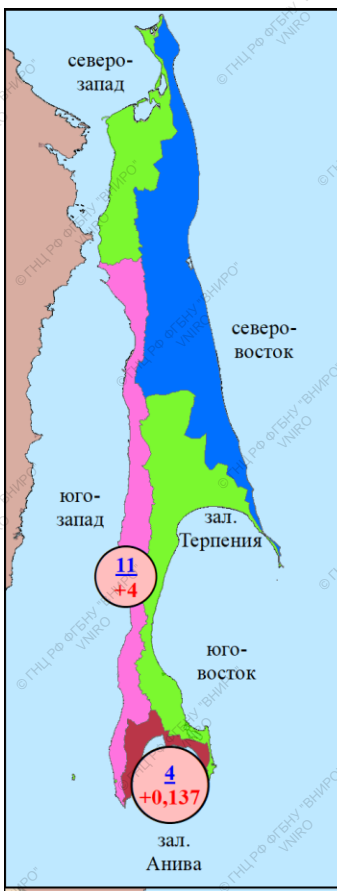 северо-
запад
северо-
восток
юго-
запад
зал.
Терпения
11
+4
юго-
восток
4
+0,137
зал.
Анива
© ГНЦ РФ ФГБНУ "ВНИРО"
VNIRO